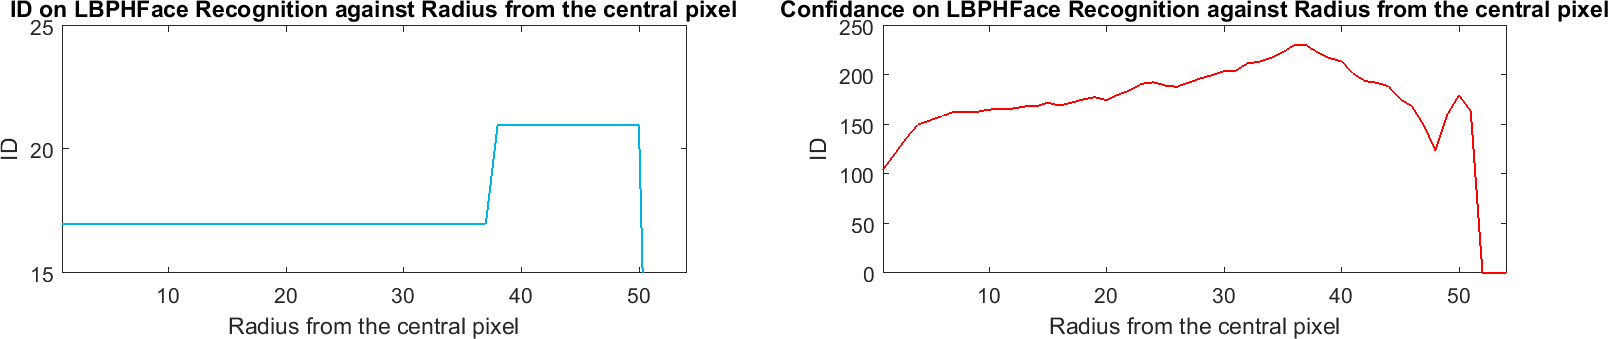 ID on LBPHFace Recognition against Radius from the central pixel
25
20
15
ID
10 20 30 40 50
Radius from the central pixel
Confidance on LBPHFace Recognition against Radius from the central pixel
250
200
150
100
50
0
ID
10 20 30 40 50
Radius from the central pixel